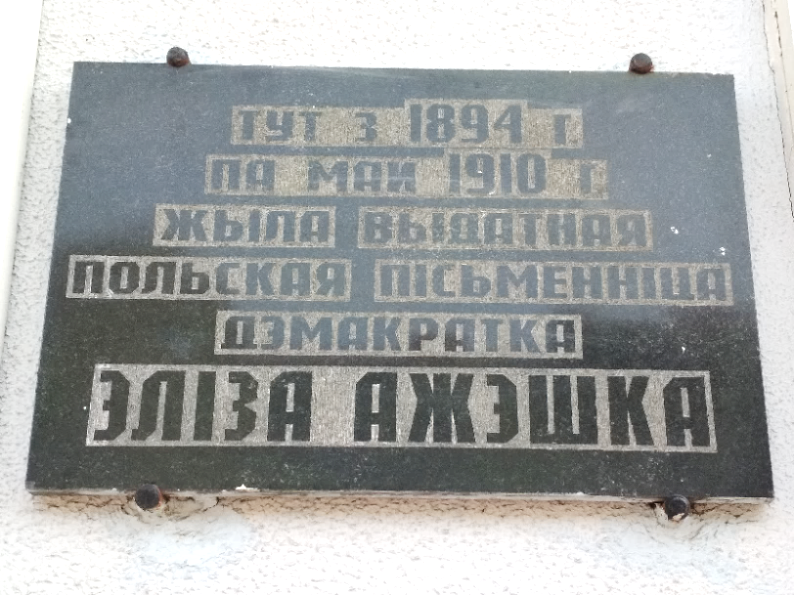 ТУТ З 1894 Г.
ПА МАЙ 1910 Г.
ЖЫЛА ВЫДАТНАЯ
ПОЛЬСКАЯ ПІСЬМЕННІЦА
ДЭМАКРАТКА
ЭЛІЗА АЖЭШКА